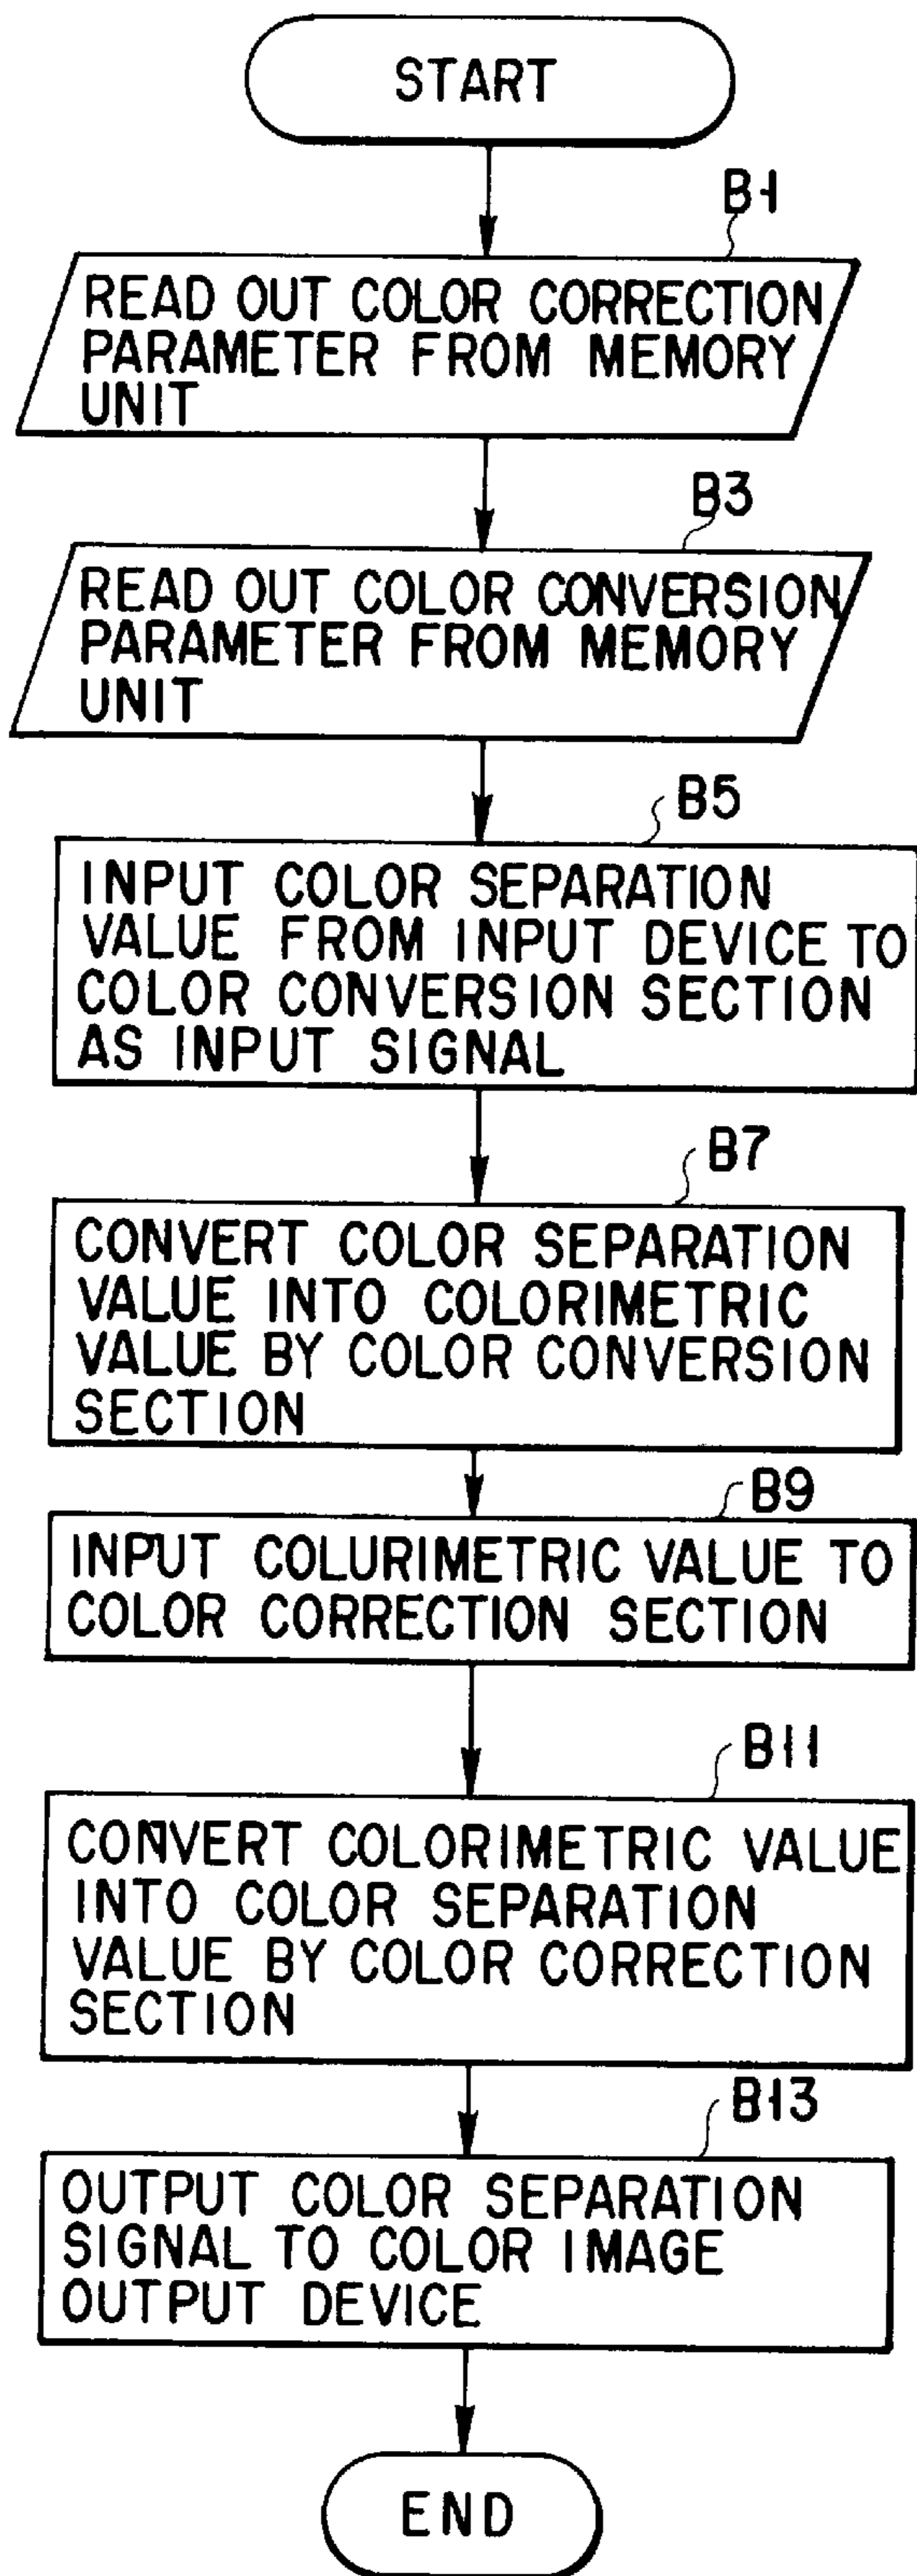 START
B1
READ OUT COLOR CORRECTION
PARAMETER FROM MEMORY
UNIT
B3
READ OUT COLOR CONVERSION
PARAMETER FROM MEMORY
UNIT
B5
INPUT COLOR SEPARATION
VALUE FROM INPUT DEVICE TO
COLOR CONVERSION SECTION
AS INPUT SIGNAL
B7
CONVERT COLOR SEPARATION
VALUE INTO COLORIMETRIC
VALUE BY COLOR CONVERSION
SECTION
B9
INPUT COLURIMETRIC VALUE TO
COLOR CORRECTION SECTION
B11
CONVERT COLORIMETRIC VALUE
INTO COLOR SEPARATION
VALUE BY COLOR CORRECTION
SECTION
B13
OUTPUT COLOR SEPARATION
SIGNAL TO COLOR IMAGE
OUTPUT DEVICE
END